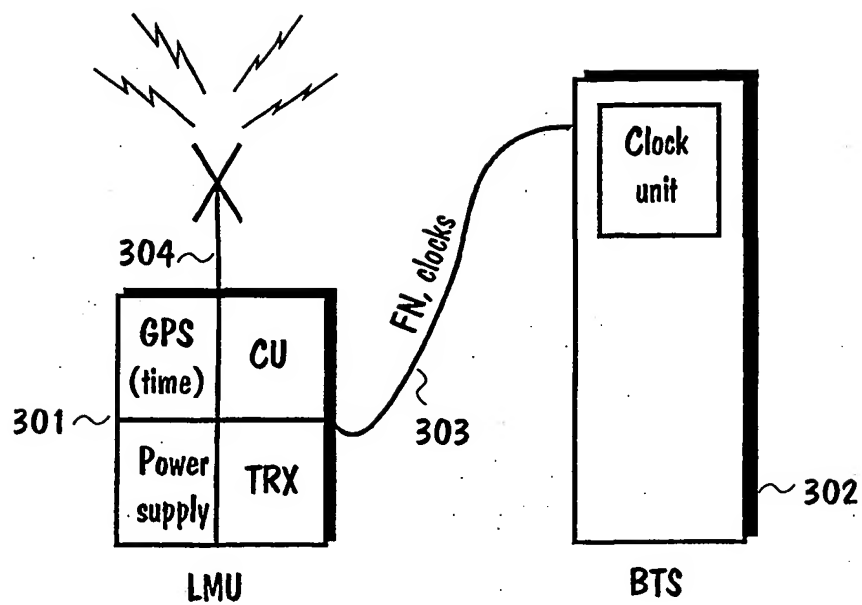 Clock
unit
304
GPS
(time)
CU
FN, clocks
301
303
Power
supply
TRX
302
LMU
BTS